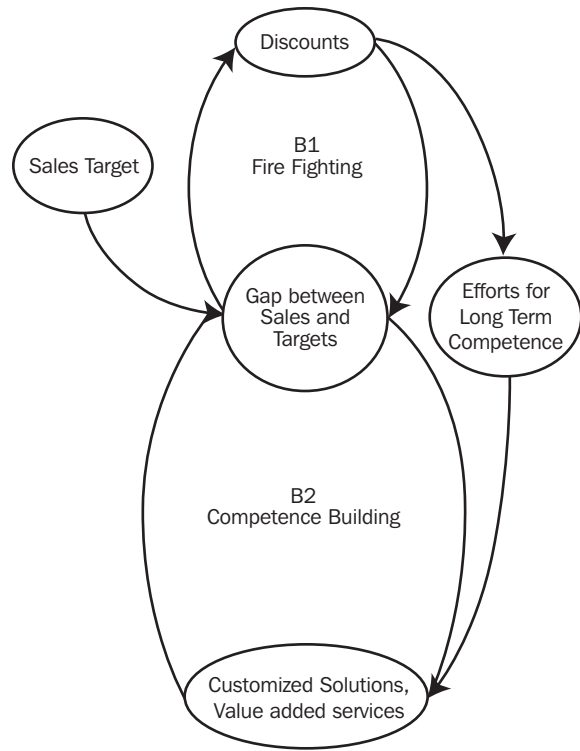 Discounts
B1
Fire Fighting
Sales Target
Gap between
Sales and
Targets
Efforts for
Long Term
Competence
B2
Competence Building
Customized Solutions,
Value added services